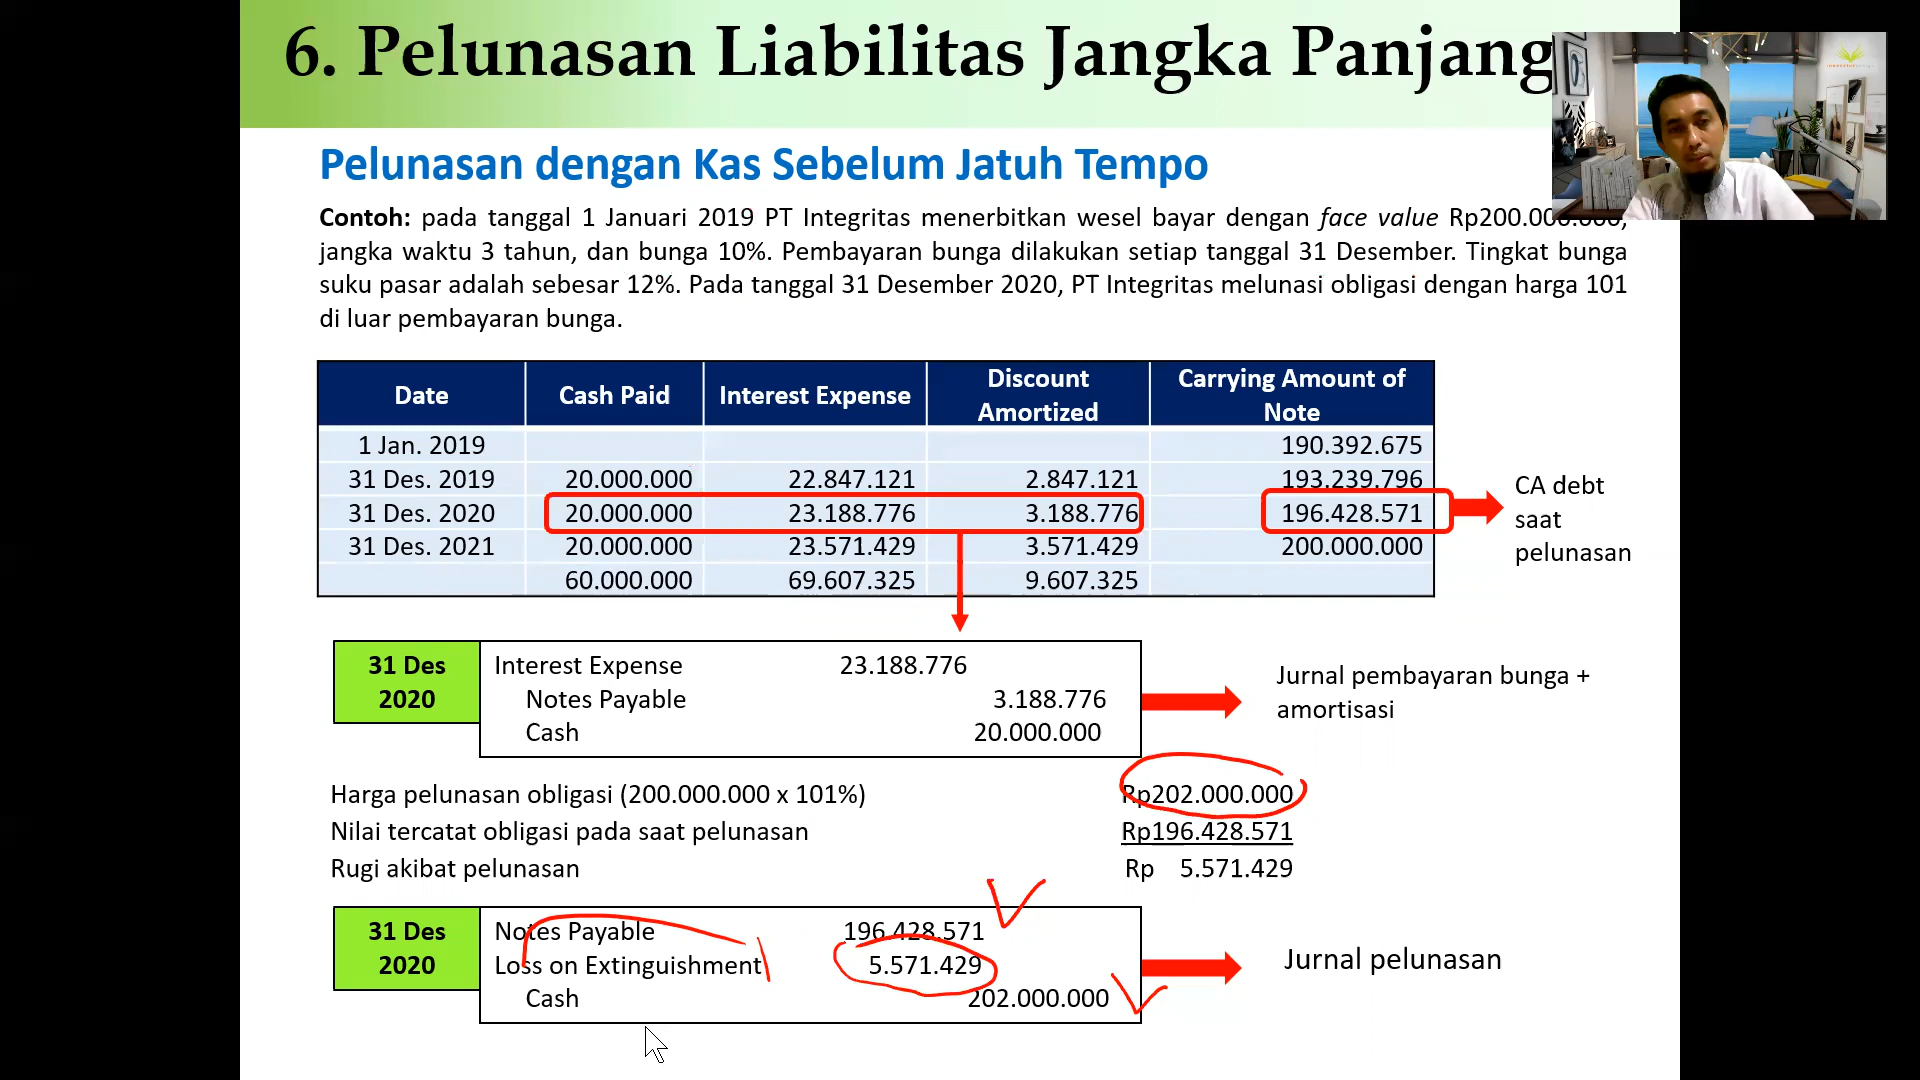 6. Pelunasan Liabilitas Jangka Panjang
Pelunasan dengan Kas Sebelum Jatuh Tempo
Contoh: pada tanggal 1 Januari 2019 PT Integritas menerbitkan wesel bayar dengan face value Rp200.000.000,
jangka waktu 3 tahun, dan bunga 10%. Pembayaran bunga dilakukan setiap tanggal 31 Desember. Tingkat bunga
suku pasar adalah sebesar 12%. Pada tanggal 31 Desember 2020, PT Integritas melunasi obligasi dengan harga 101
di luar pembayaran bunga.
Date Cash Paid Interest Expense Discount Amortized Carrying Amount of Note
1 Jan. 2019 190.392.675
31 Des. 2019 20.000.000 22.847.121 2.847.121 193.239.796
31 Des. 2020 20.000.000 23.188.776 3.188.776 196.428.571
31 Des. 2021 20.000.000 23.571.429 3.571.429 200.000.000
60.000.000 69.607.325 9.607.325
CA debt
saat
pelunasan
31 Des
2020
Interest Expense 23.188.776
Notes Payable 3.188.776
Cash 20.000.000
Jurnal pembayaran bunga +
amortisasi
Harga pelunasan obligasi (200.000.000 x 101%) Rp202.000.000
Nilai tercatat obligasi pada saat pelunasan Rp196.428.571
Rugi akibat pelunasan Rp 5.571.429
31 Des
2020
Notes Payable 196.428.571
Loss on Extinguishment 5.571.429
Cash 202.000.000
Jurnal pelunasan